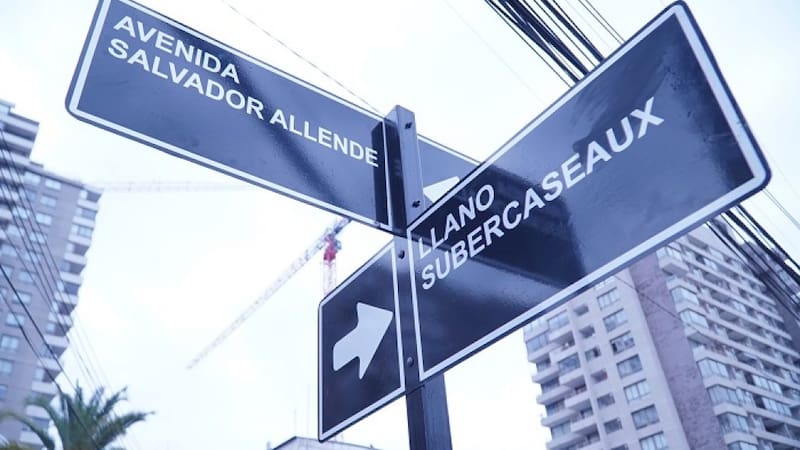 AVENIDA
SALVADOR ALLENDE
LLANO
SUBERCASEAUX